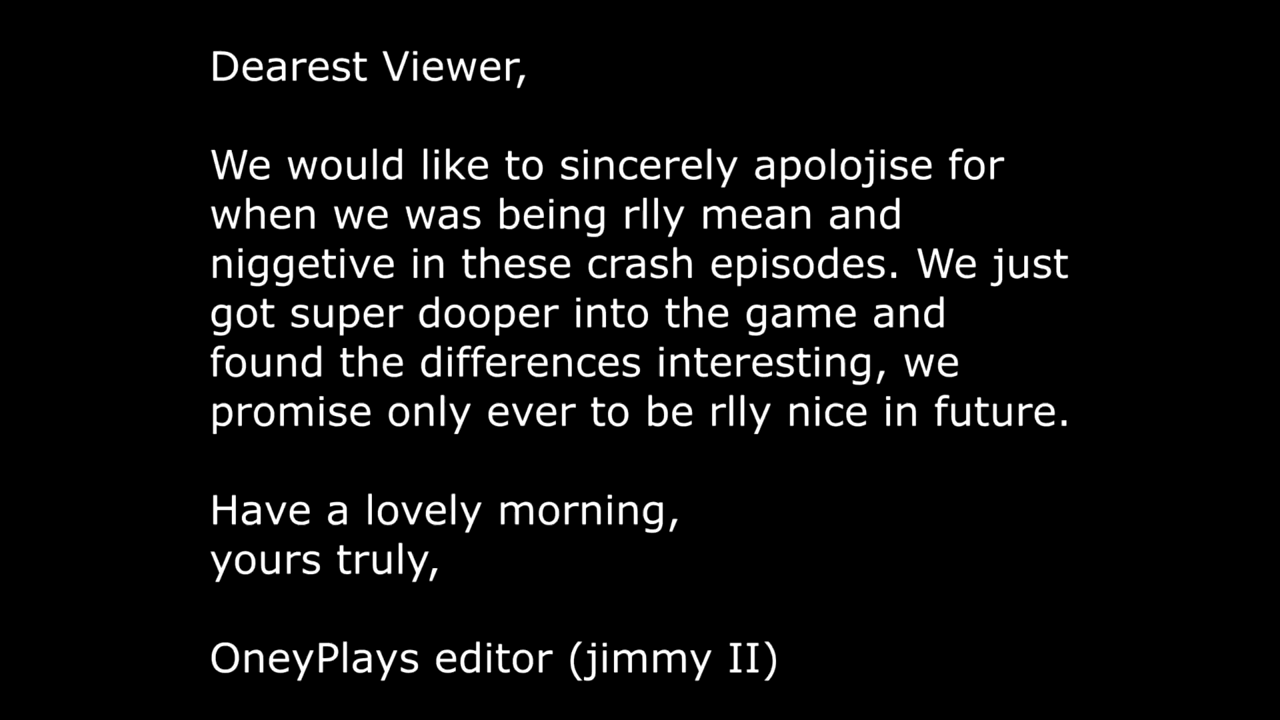 Dearest Viewer,
We would like to sincerely apolojise for
when we was being rlly mean and
niggetive in these crash episodes. We just
got super dooper into the game and
found the differences interesting, we
promise only ever to be rlly nice in future.
Have a lovely morning,
yours truly,
OneyPlays editor (jimmy II)